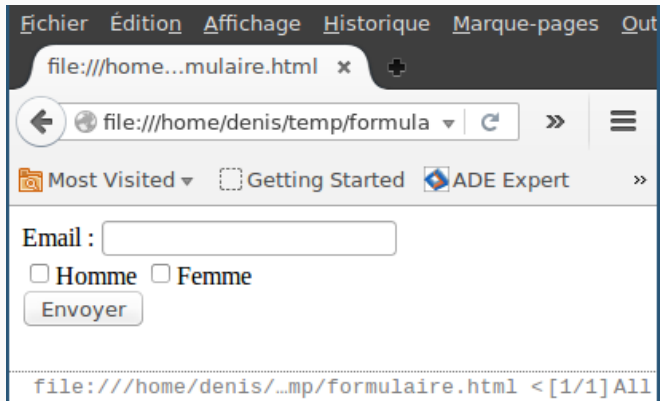 Fichier Édition Affichage Historique Marque-pages Out
file:///home...mulaire.html
file:///home/denis/temp/formula
Most Visited Getting Started ADE Expert »
Email :
Homme Femme
Envoyer
file:///home/denis/…mp/formulaire.html <[1/1]All